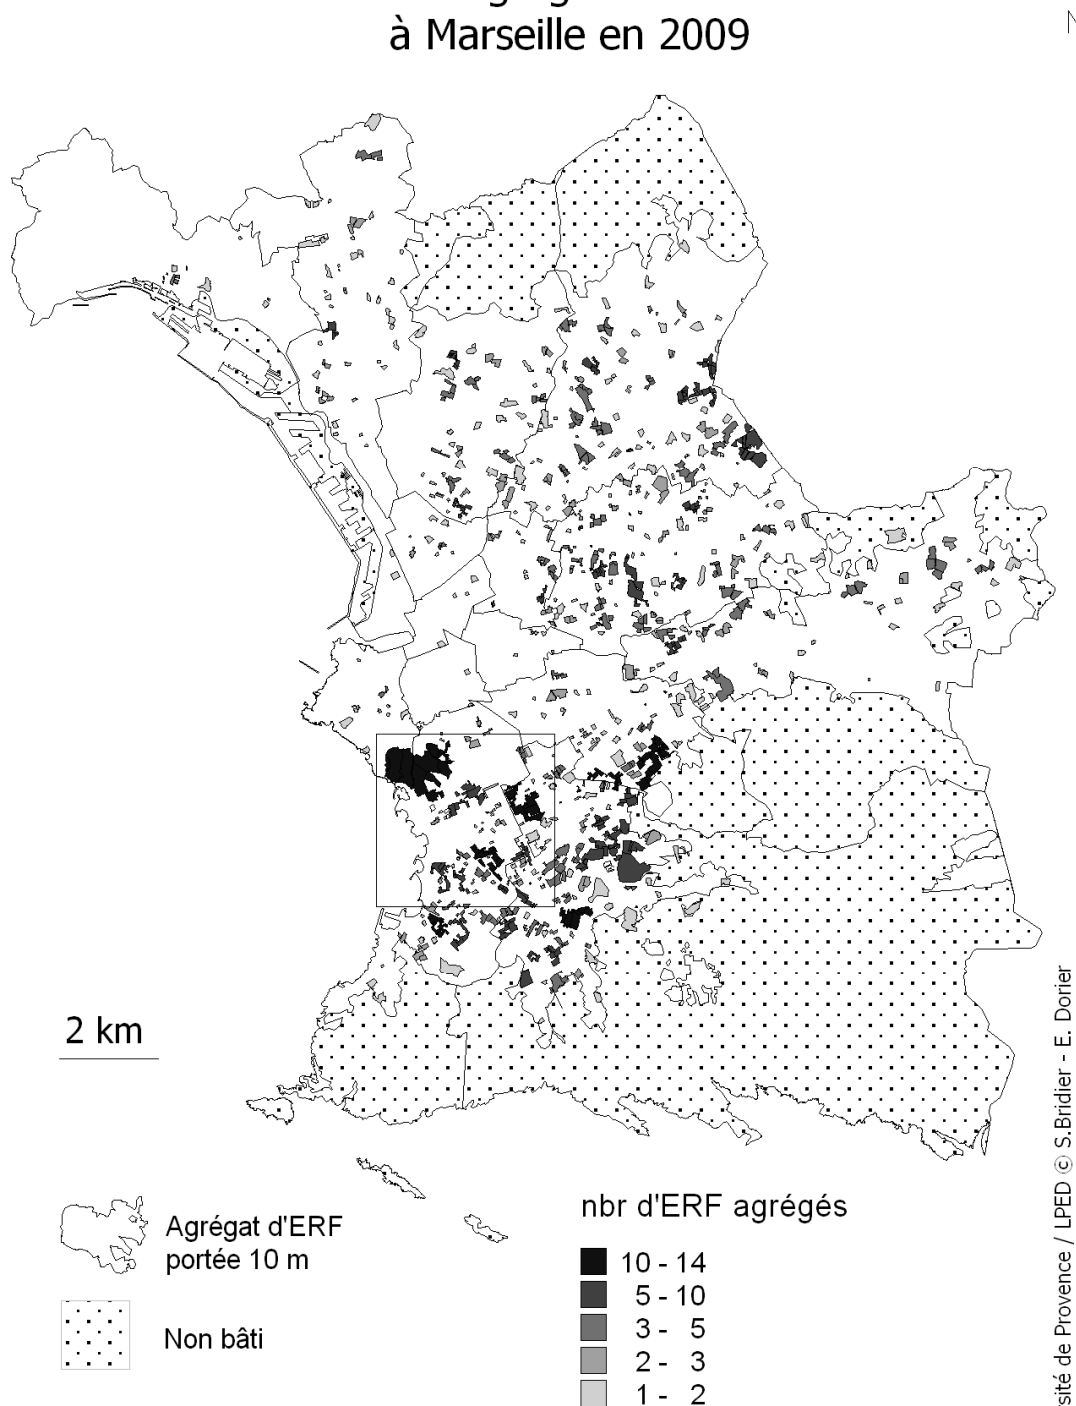 à Marseille en 2009
2 km
Agrégat d'ERF
portée 10 m
Non bâti
nbr d'ERF agrégés
10 - 14
5 - 10
3 - 5
2 - 3
1 - 2
de Provence / LPED © S.Bridier - E. Dorier